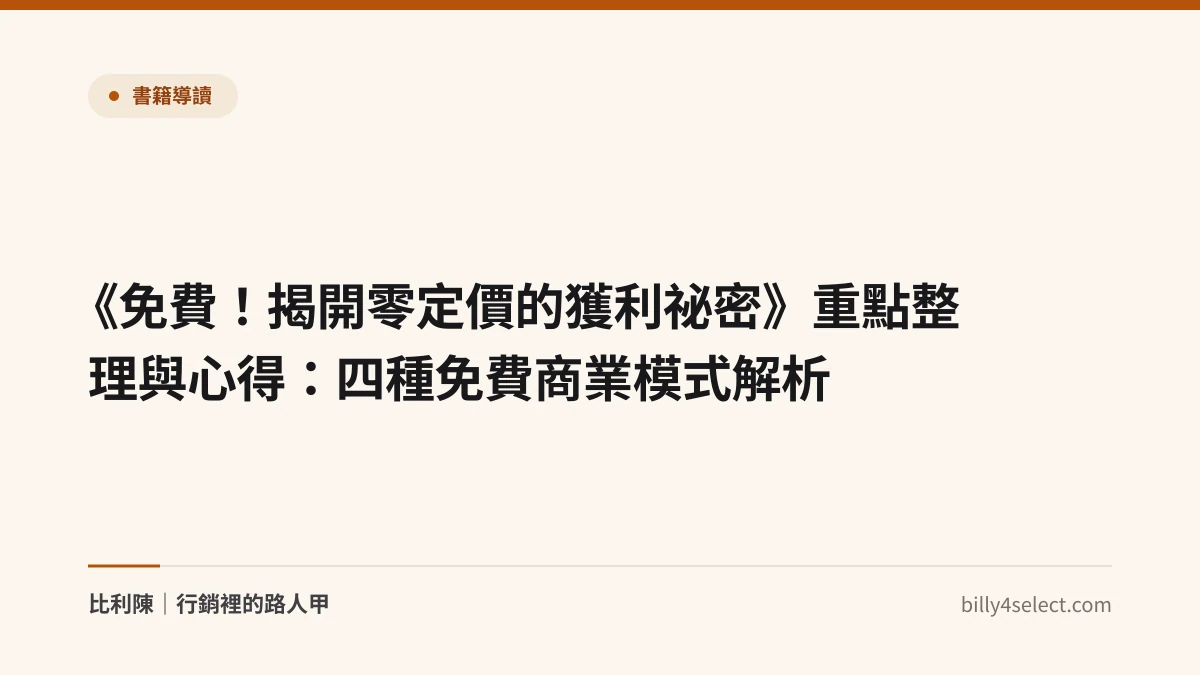 書籍導讀
《免費！揭開零定價的獲利祕密》重點整
理與心得：四種免費商業模式解析
比利陳｜行銷裡的路人甲
billy4select.com